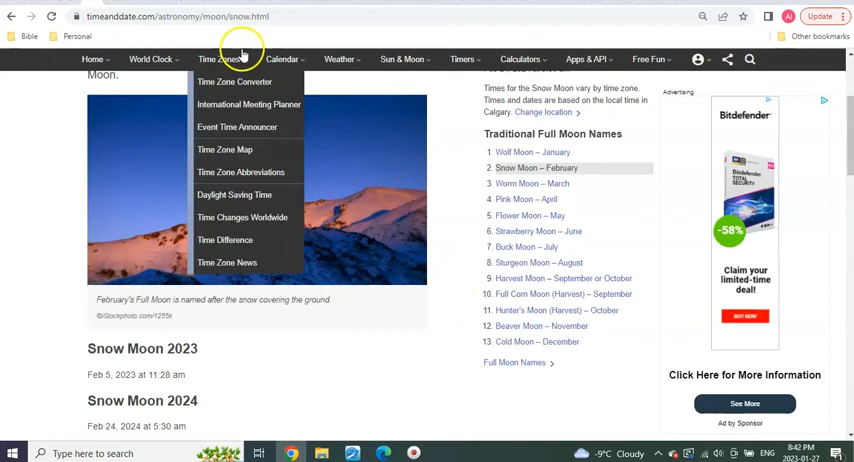 timeanddate.com/astronomy/moon/snow.html
AI
Update
Bible
Personal
Other bookmarks
Home
World Clock
Time Zones
Calendar
Weather
Sun & Moon
Timers
Calculators
Apps & API
Free Fun
Moon.
Time Zone Converter
International Meeting Planner
Event Time Announcer
Time Zone Map
Time Zone Abbreviations
Daylight Saving Time
Time Changes Worldwide
Time Difference
Time Zone News
February's Full Moon is named after the snow covering the ground.
©iStockphoto.com/1255k
Snow Moon 2023
Feb 5, 2023 at 11:28 am
Snow Moon 2024
Feb 24, 2024 at 5:30 am
Times for the Snow Moon vary by time zone.
Times and dates are based on the local time in
Calgary. Change location
Traditional Full Moon Names
1. Wolf Moon – January
2. Snow Moon – February
3. Worm Moon – March
4. Pink Moon – April
5. Flower Moon – May
6. Strawberry Moon – June
7. Buck Moon – July
8. Sturgeon Moon – August
9. Harvest Moon – September or October
10. Full Corn Moon (Harvest) – September
11. Hunter's Moon (Harvest) – October
12. Beaver Moon – November
13. Cold Moon – December
Full Moon Names
Advertising
Bitdefender
-58%
Claim your
limited-time
deal!
BUY NOW
Click Here for More Information
See More
Ad by Sponsor
Type here to search
-9°C Cloudy
ENG
8:42 PM
2023-01-27